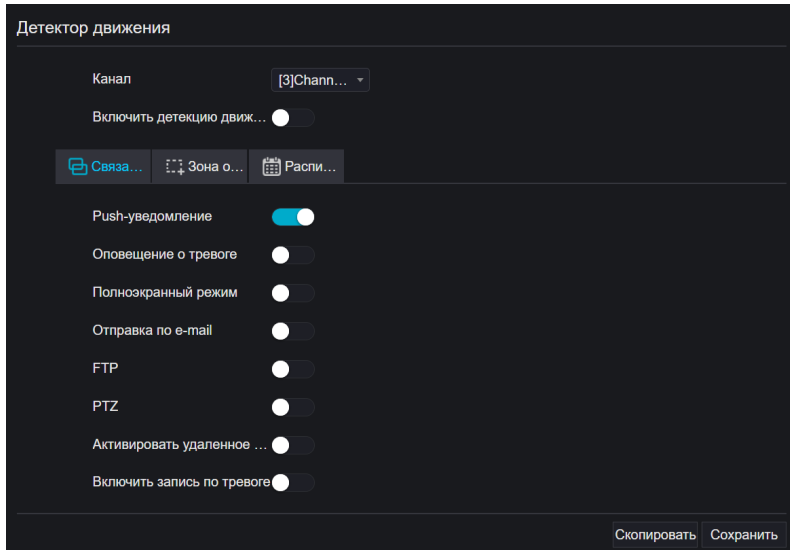 Детектор движения
Канал [3]Chann...
Включить детекцию движ...
Связа... Зона о... Распи...
Push-уведомление
Оповещение о тревоге
Полноэкранный режим
Отправка по e-mail
FTP
PTZ
Активировать удаленное ...
Включить запись по тревоге
Скопировать Сохранить